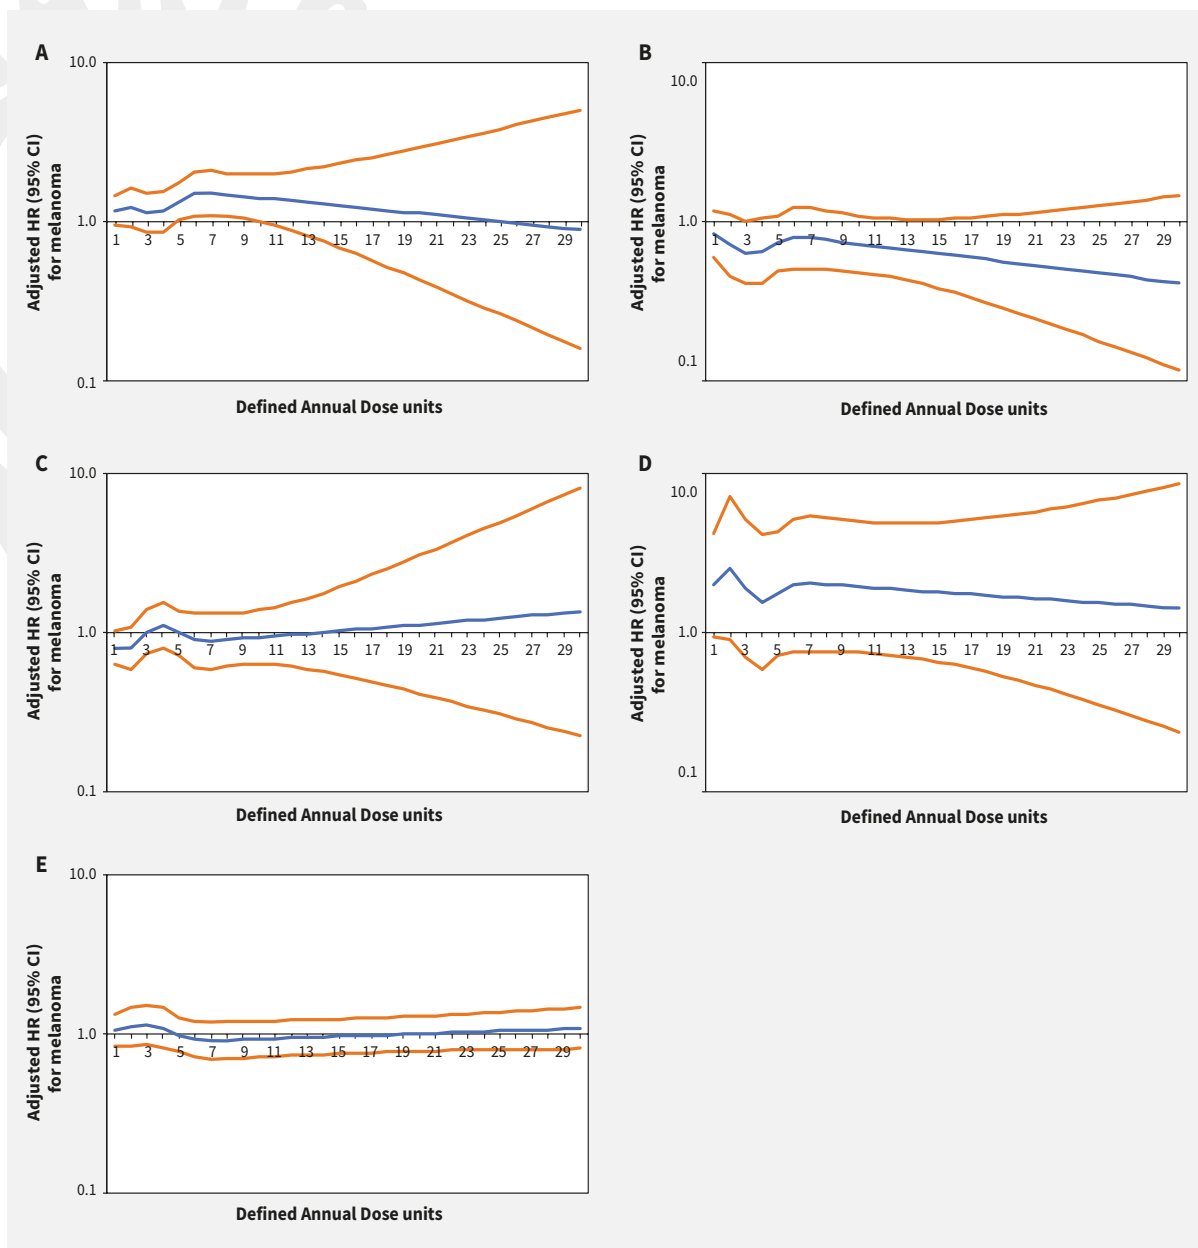 A
10.0
1.0
0.1
Adjusted HR (95% CI)
for melanoma
1 3 5 7 9 11 13 15 17 19 21 23 25 27 29
Defined Annual Dose units
B
10.0
1.0
0.1
Adjusted HR (95% CI)
for melanoma
1 3 5 7 9 11 13 15 17 19 21 23 25 27 29
Defined Annual Dose units
C
10.0
1.0
0.1
Adjusted HR (95% CI)
for melanoma
1 3 5 7 9 11 13 15 17 19 21 23 25 27 29
Defined Annual Dose units
D
10.0
1.0
0.1
Adjusted HR (95% CI)
for melanoma
1 3 5 7 9 11 13 15 17 19 21 23 25 27 29
Defined Annual Dose units
E
10.0
1.0
0.1
Adjusted HR (95% CI)
for melanoma
1 3 5 7 9 11 13 15 17 19 21 23 25 27 29
Defined Annual Dose units